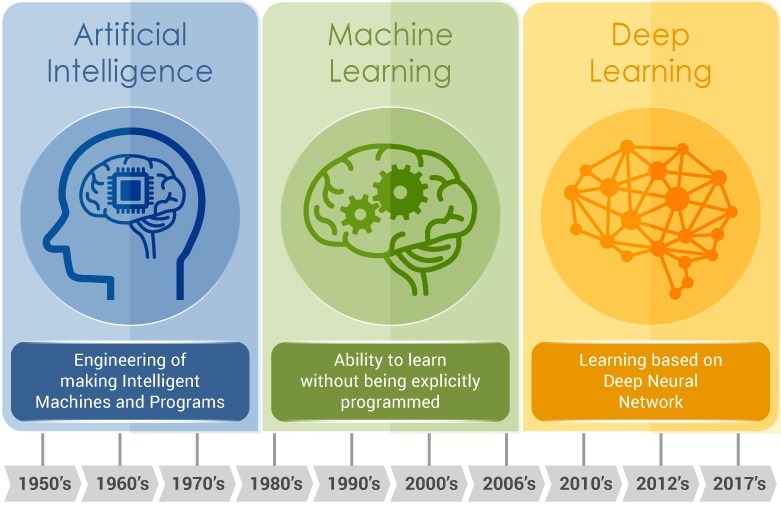 Artificial
Intelligence
Machine
Learning
Deep
Learning
Engineering of
making Intelligent
Machines and Programs
Ability to learn
without being explicitly
programmed
Learning based on
Deep Neural
Network
1950's
1960's
1970's
1980's
1990's
2000's
2006's
2010's
2012's
2017's